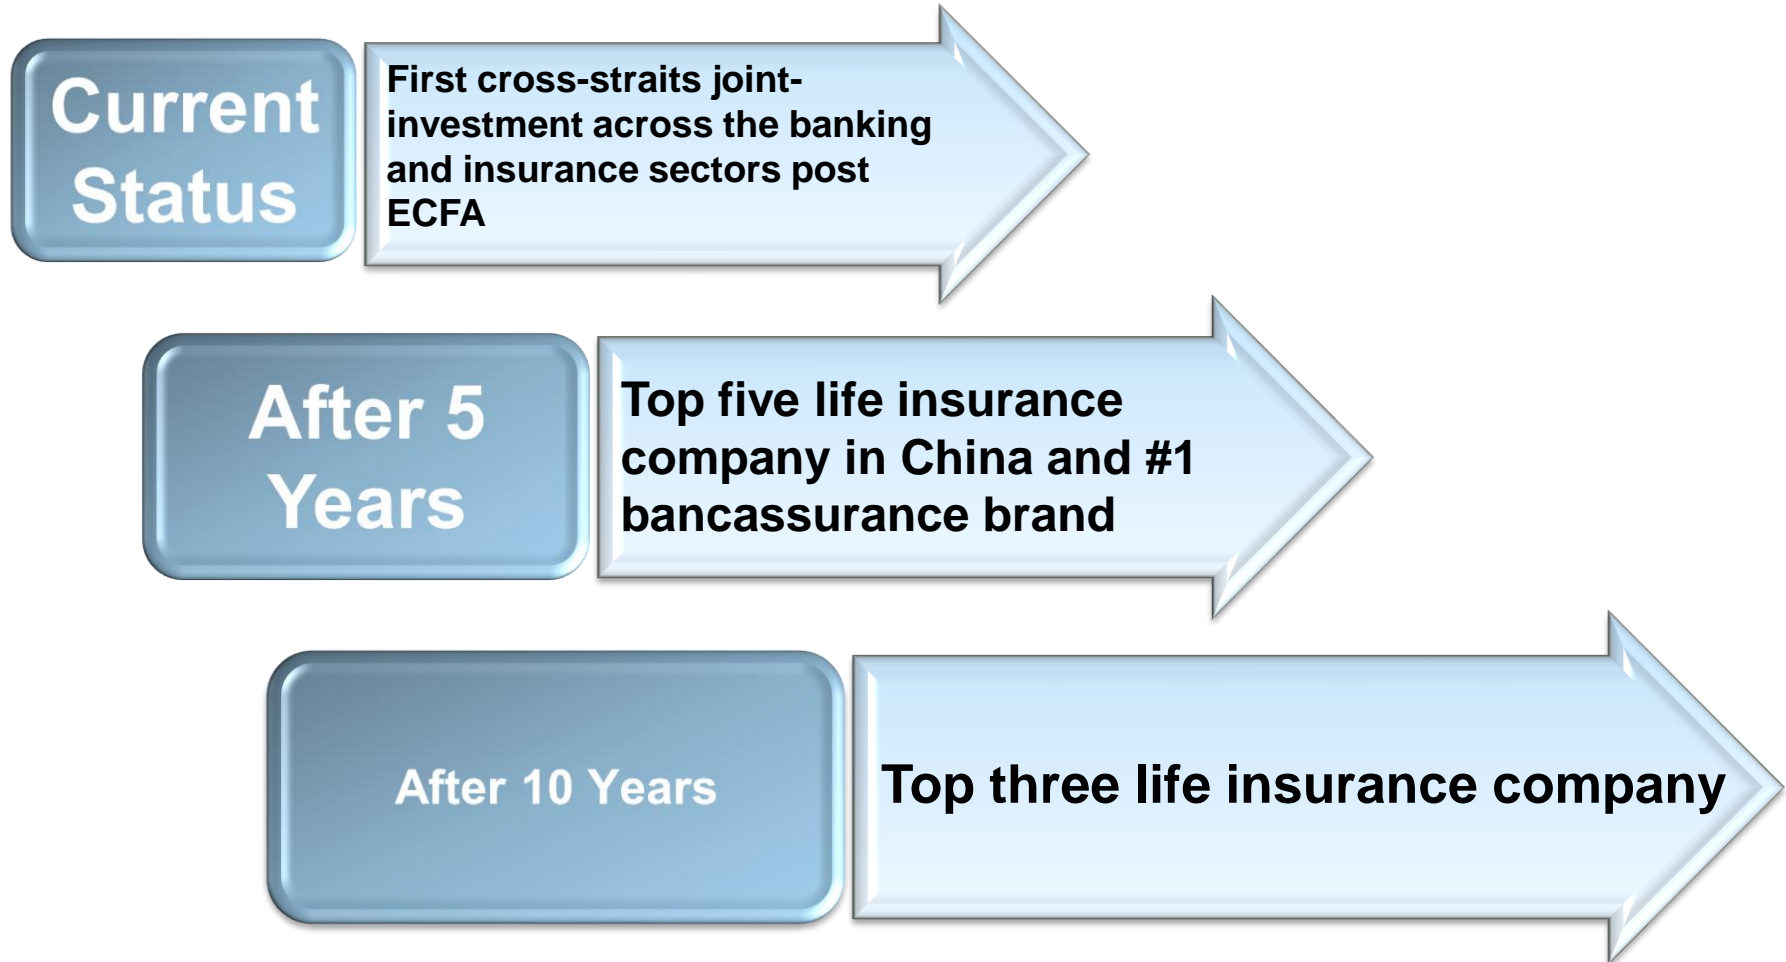 Current
Status
First cross-straits joint-
investment across the banking
and insurance sectors post
ECFA
After 5
Years
Top five life insurance
company in China and #1
bancassurance brand
After 10 Years
Top three life insurance company